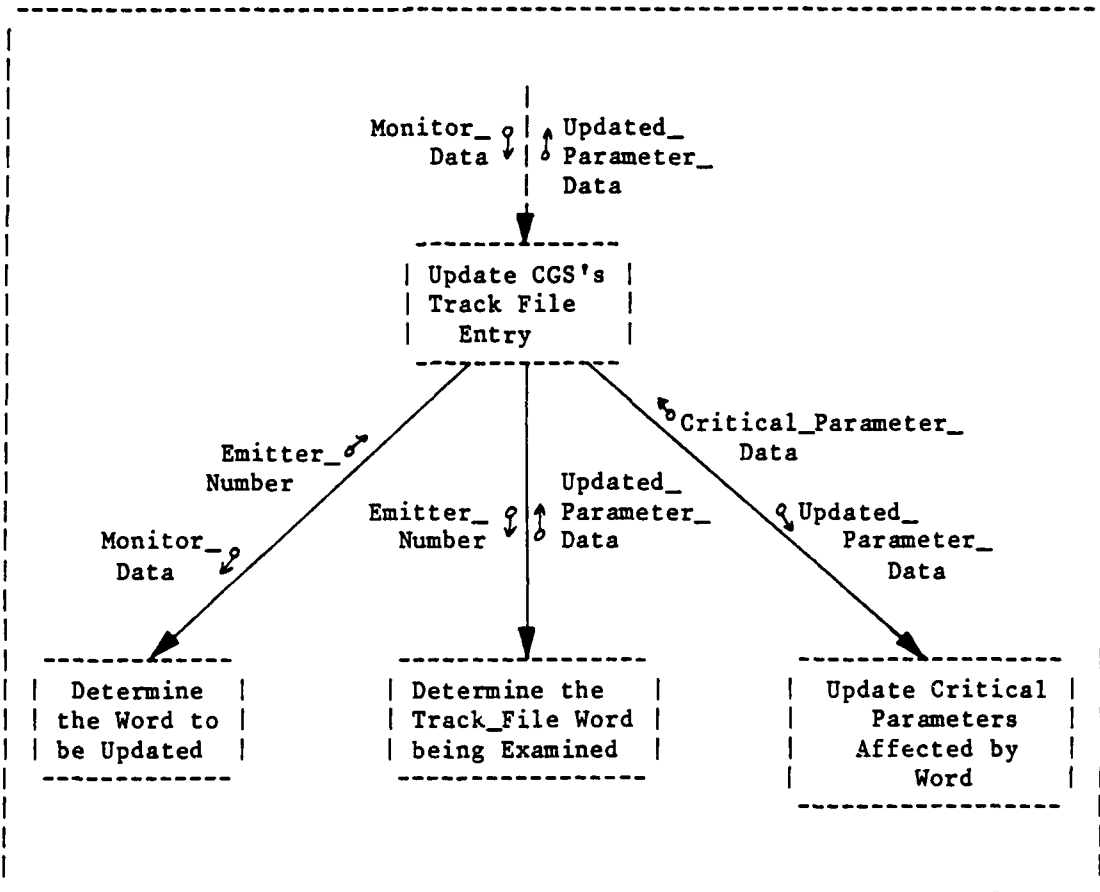 Monitor_
Data
Updated_
Parameter_
Data
Update CGS's
Track File
Entry
Emitter_
Number
Monitor_
Data
Emitter_
Number
Updated_
Parameter_
Data
Critical_Parameter_
Data
Updated_
Parameter_
Data
Determine
the Word to
be Updated
Determine the
Track_File Word
being Examined
Update Critical
Parameters
Affected by
Word